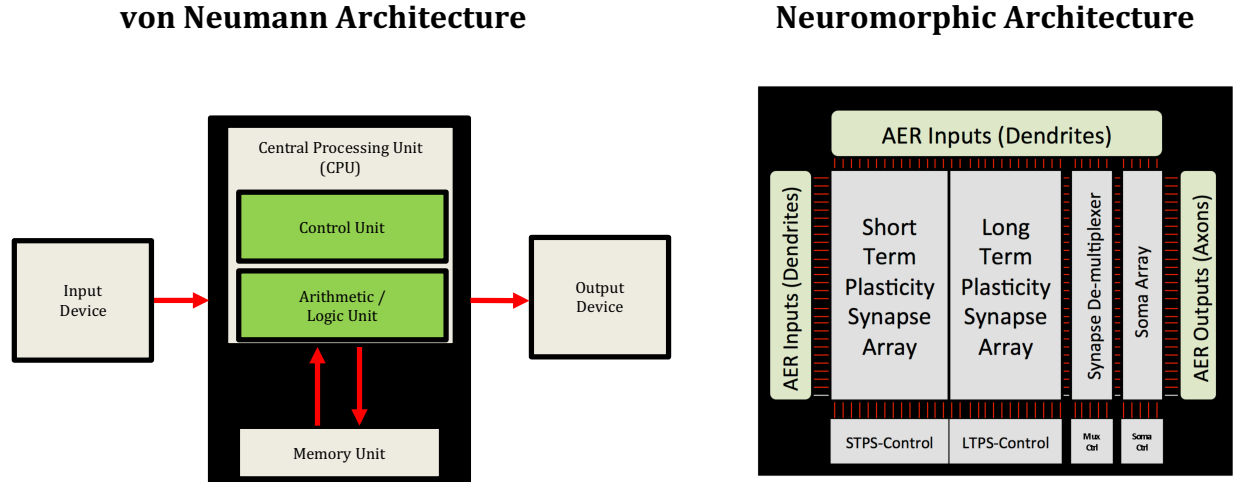 von Neumann Architecture
Neuromorphic Architecture
Central Processing Unit
(CPU)
Control Unit
Arithmetic /
Logic Unit
Input
Device
Output
Device
Memory Unit
AER Inputs (Dendrites)
AER Inputs (Dendrites)
Short
Term
Plasticity
Synapse
Array
Long
Term
Plasticity
Synapse
Array
Synapse De-multiplexer
Soma Array
AER Outputs (Axons)
STPS-Control
LTPS-Control
Mux
Ctrl
Soma
Ctrl